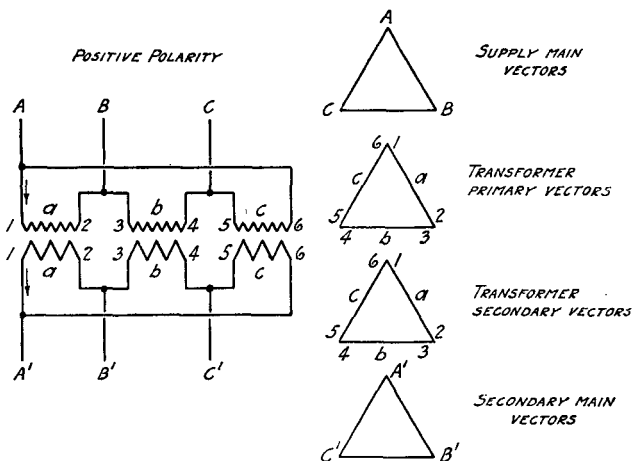 POSITIVE POLARITY
A B C
a b c
1 2 3 4 5 6
1 2 3 4 5 6
a b c
A' B' C'
A
C B
SUPPLY MAIN
VECTORS
6 1
c a
5 2
4 b 3
TRANSFORMER
PRIMARY VECTORS
6 1
c a
5 2
4 b 3
TRANSFORMER
SECONDARY VECTORS
A'
C' B'
SECONDARY MAIN
VECTORS